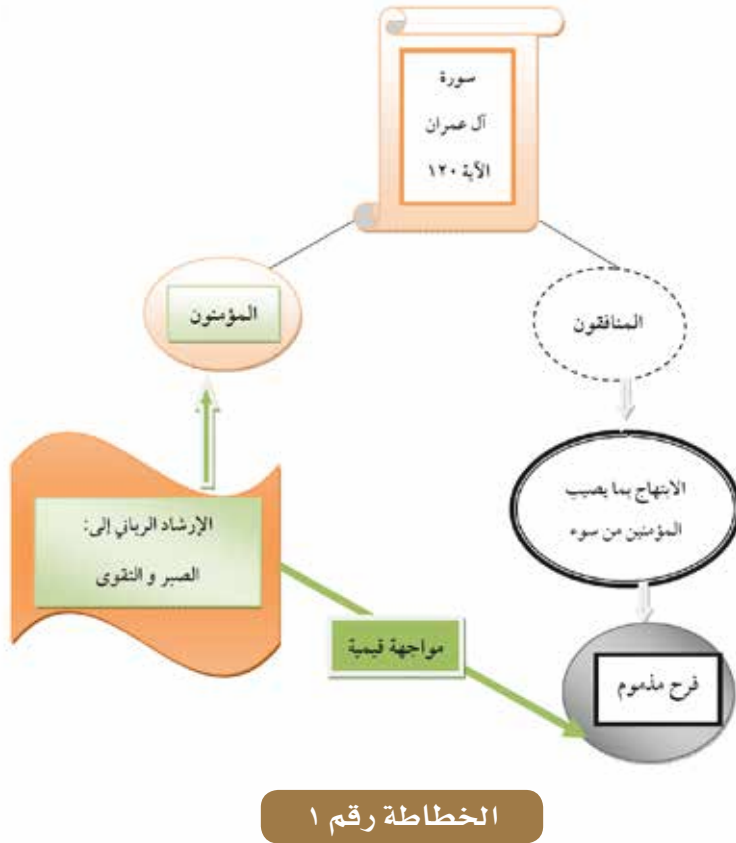 سورة
آل عمران
الآية ١٢٠
المؤمنون
المنافقون
الابتهاج بما يصيب
المؤمنين من سوء
الإرشاد الرباني إلى:
الصبر و التقوى
مواجهة قيمية
فرح مذموم
الخطاطة رقم ١